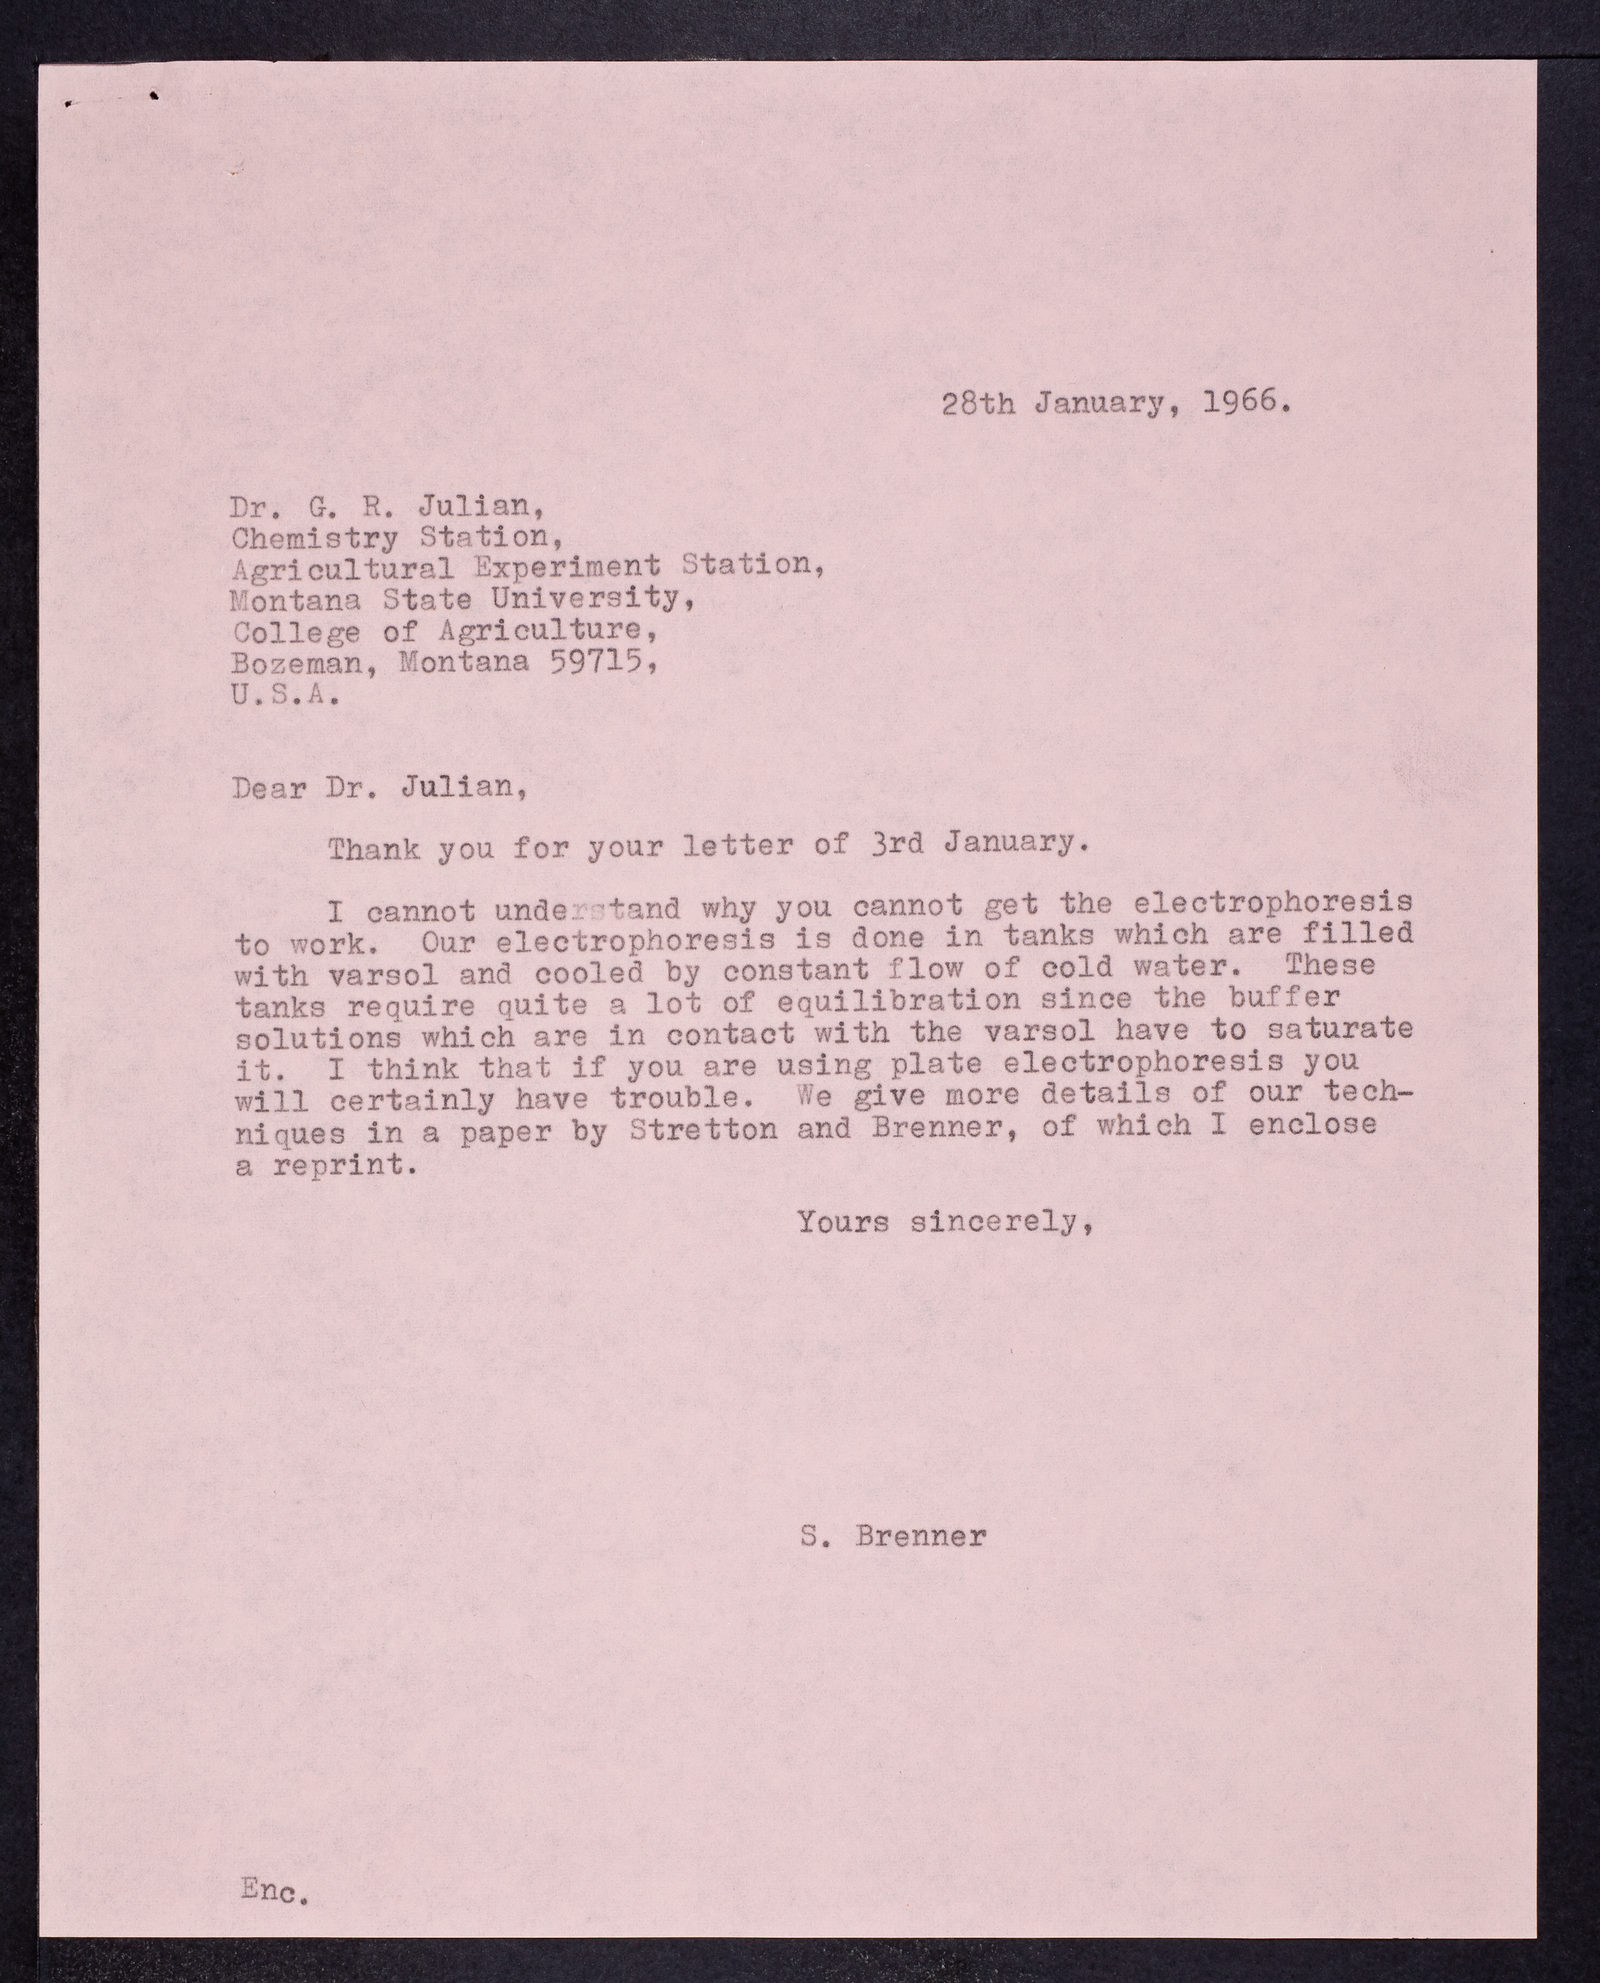 28th January, 1966.
Dr. G. R. Julian,
Chemistry Station,
Agricultural Experiment Station,
Montana State University,
College of Agriculture,
Bozeman, Montana 59715,
U.S.A.
Dear Dr. Julian,
Thank you for your letter of 3rd January.
I cannot understand why you cannot get the electrophoresis
to work. Our electrophoresis is done in tanks which are filled
with varsol and cooled by constant flow of cold water. These
tanks require quite a lot of equilibration since the buffer
solutions which are in contact with the varsol have to saturate
it. I think that if you are using plate electrophoresis you
will certainly have trouble. We give more details of our tech-
niques in a paper by Stretton and Brenner, of which I enclose
a reprint.
Yours sincerely,
S. Brenner
Enc.